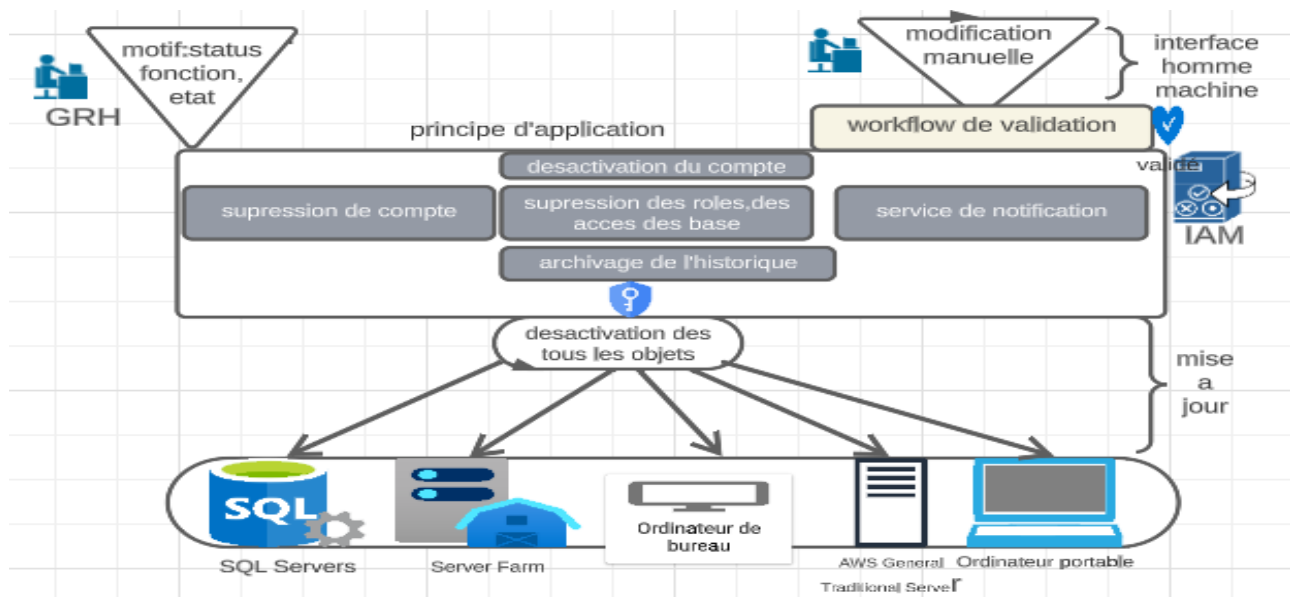 motif:status
fonction,
etat
GRH
modification
manuelle
interface
homme
machine
principe d'application
workflow de validation
validé
desactivation du compte
supression de compte
supression des roles,des
acces des base
service de notification
archivage de l'historique
IAM
desactivation des
tous les objets
mise
a
jour
SQL
SQL Servers
Server Farm
Ordinateur de
bureau
AWS General
Traditional Server
Ordinateur portable